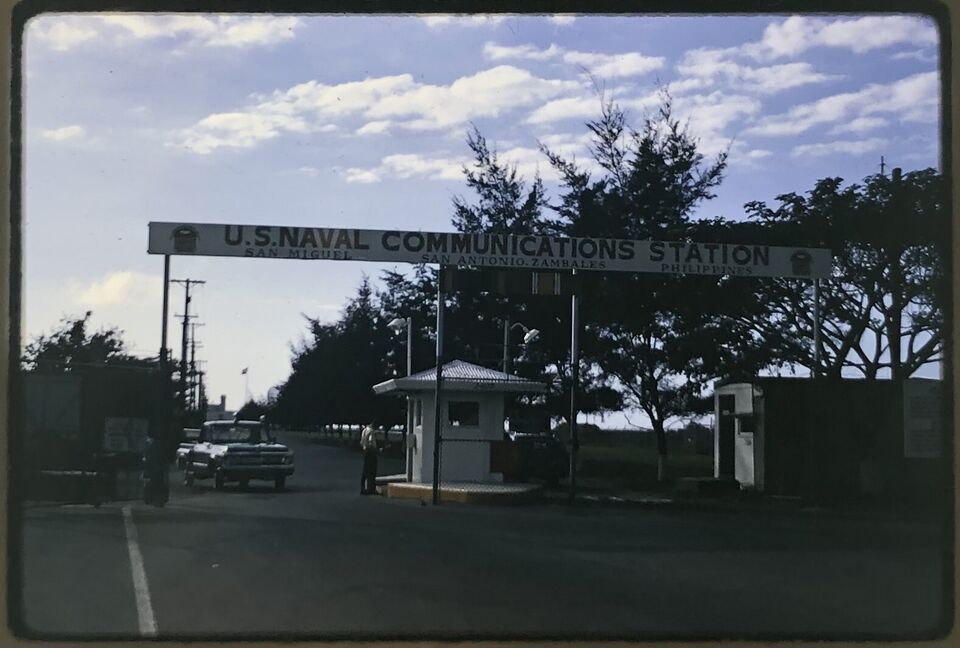 U.S. NAVAL COMMUNICATIONS STATION
SAN MIGUEL SAN ANTONIO, ZAMBALES PHILIPPINES